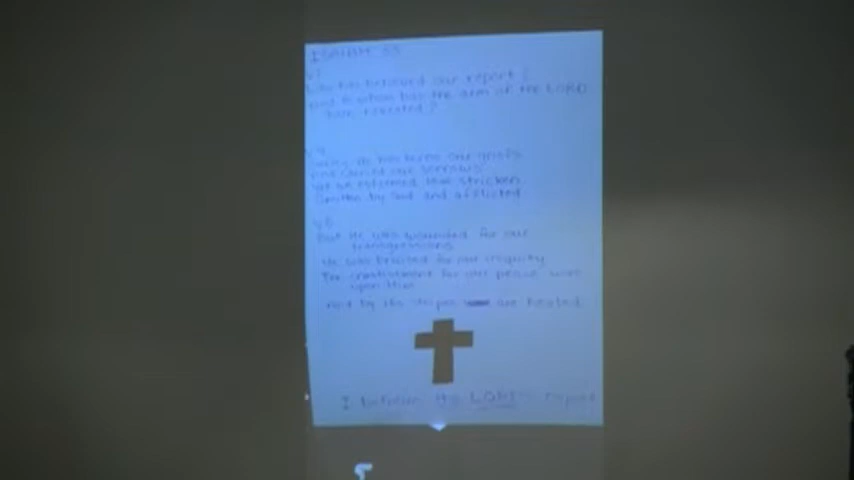 ISAIAH 53
V1
Who has believed our report?
And to whom has the arm of the LORD
been revealed?
V4
Surely He has borne our griefs
And carried our sorrows
Yet we esteemed Him stricken
Smitten by God and afflicted
V5
But He was wounded for our
transgressions
He was bruised for our iniquity
The chastisement for our peace was
upon Him
And by His stripes are healed
I believe the LORD's report